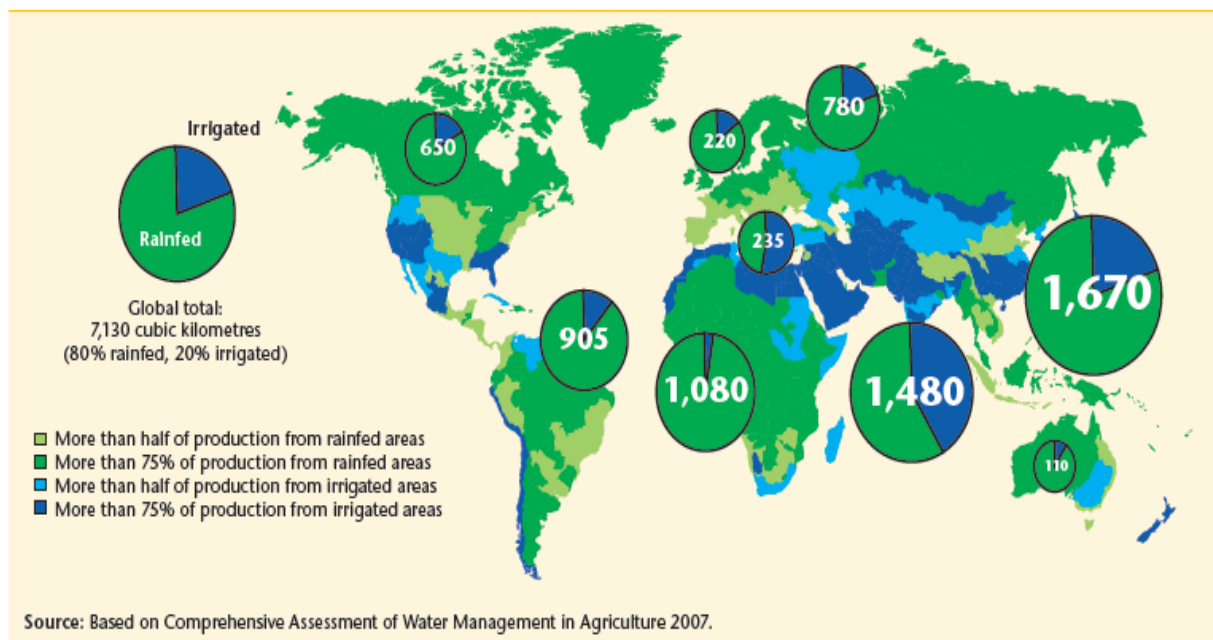 Irrigated
Rainfed
Global total:
7,130 cubic kilometres
(80% rainfed, 20% irrigated)
650
220
780
235
1,670
905
1,080
1,480
110
More than half of production from rainfed areas
More than 75% of production from rainfed areas
More than half of production from irrigated areas
More than 75% of production from irrigated areas
Source: Based on Comprehensive Assessment of Water Management in Agriculture 2007.